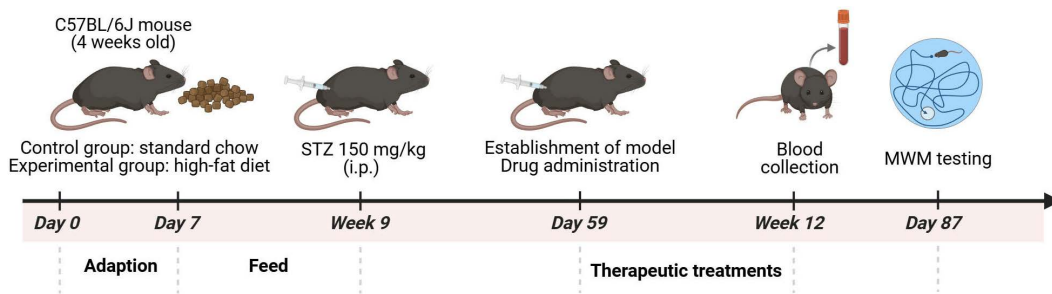 C57BL/6J mouse
(4 weeks old)
Control group: standard chow
Experimental group: high-fat diet
STZ 150 mg/kg
(i.p.)
Establishment of model
Drug administration
Blood
collection
MWM testing
Day 0
Day 7
Week 9
Day 59
Week 12
Day 87
Adaption
Feed
Therapeutic treatments